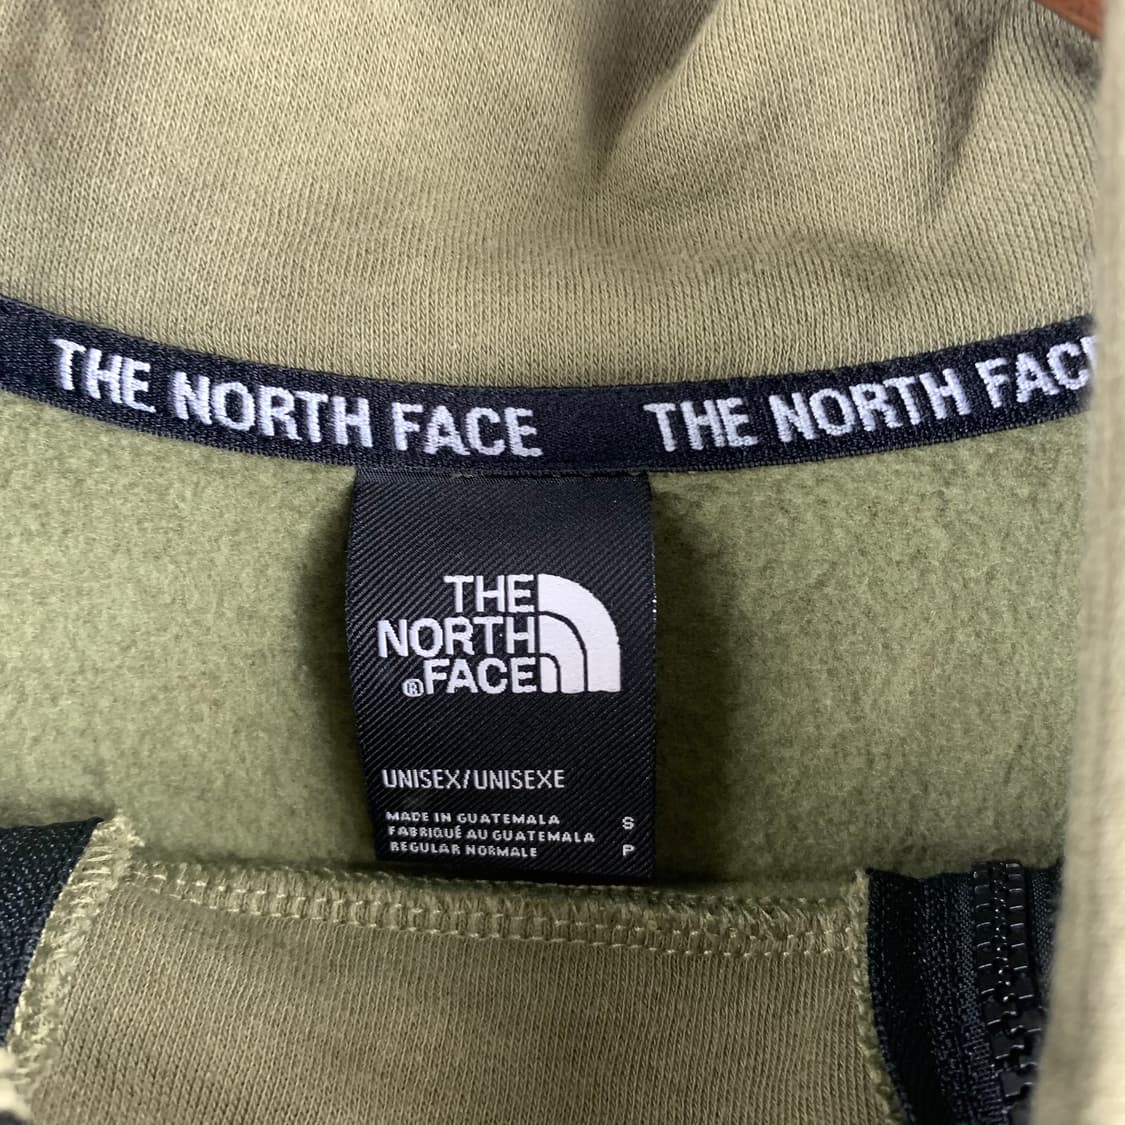 THE NORTH FACE THE NORTH FACE
THE
NORTH
®FACE
UNISEX/UNISEXE
MADE IN GUATEMALA S
FABRIQUÉ AU GUATEMALA
REGULAR NORMALE P